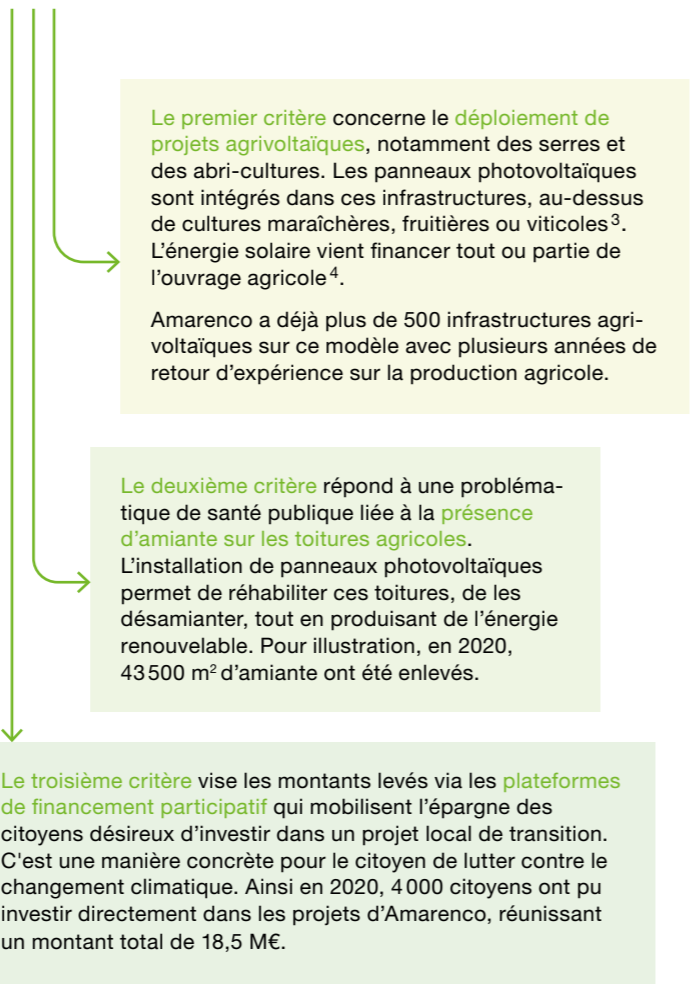 Le premier critère concerne le déploiement de
projets agrivoltaïques, notamment des serres et
des abri-cultures. Les panneaux photovoltaïques
sont intégrés dans ces infrastructures, au-dessus
de cultures maraîchères, fruitières ou viticoles³.
L’énergie solaire vient financer tout ou partie de
l’ouvrage agricole⁴.
Amarenco a déjà plus de 500 infrastructures agri-
voltaïques sur ce modèle avec plusieurs années de
retour d’expérience sur la production agricole.
Le deuxième critère répond à une probléma-
tique de santé publique liée à la présence
d’amiante sur les toitures agricoles.
L’installation de panneaux photovoltaïques
permet de réhabiliter ces toitures, de les
désamianter, tout en produisant de l’énergie
renouvelable. Pour illustration, en 2020,
43 500 m² d’amiante ont été enlevés.
Le troisième critère vise les montants levés via les plateformes
de financement participatif qui mobilisent l’épargne des
citoyens désireux d’investir dans un projet local de transition.
C'est une manière concrète pour le citoyen de lutter contre le
changement climatique. Ainsi en 2020, 4 000 citoyens ont pu
investir directement dans les projets d’Amarenco, réunissant
un montant total de 18,5 M€.